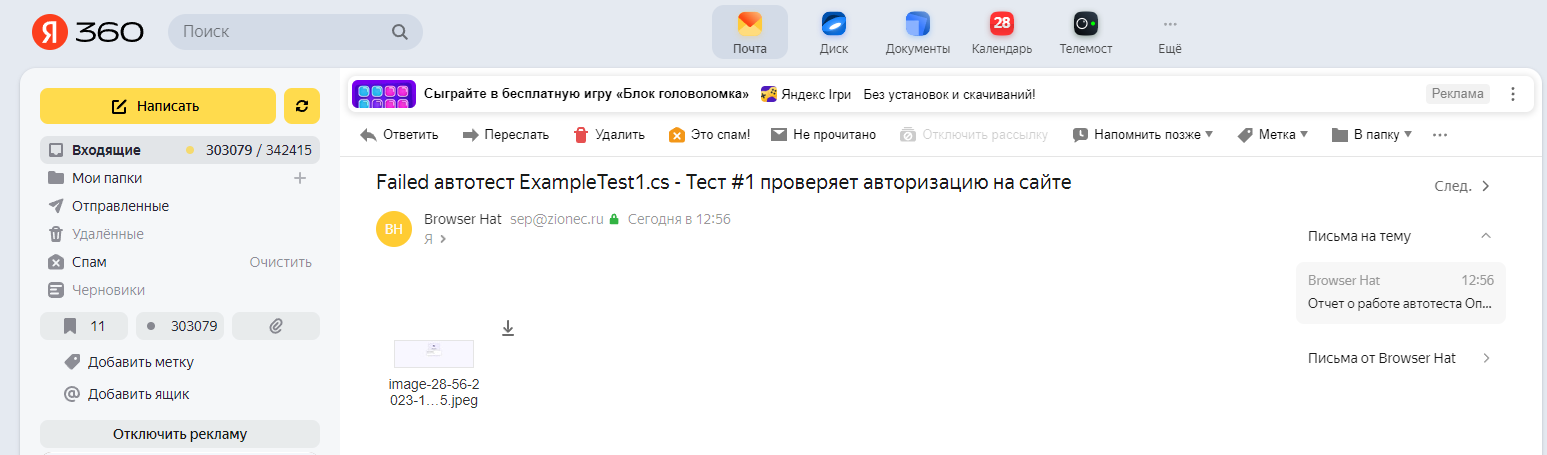 Я 360
Поиск
Почта
Диск
Документы
28
Календарь
Телемост
Ещё
Написать
Сыграйте в бесплатную игру «Блок головоломка» Яндекс Ігри Без установок и скачиваний! Реклама
Ответить Переслать Удалить Это спам! Не прочитано Отключить рассылку Напомнить позже Метка В папку
Входящие 303079 / 342415
Мои папки
Отправленные
Удалённые
Спам Очистить
Черновики
11 303079
Добавить метку
Добавить ящик
Отключить рекламу
Failed автотест ExampleTest1.cs - Тест #1 проверяет авторизацию на сайте
След.
BH
Browser Hat sep@zionec.ru Сегодня в 12:56
Я
image-28-56-2
023-1…5.jpeg
Письма на тему
Browser Hat 12:56
Отчет о работе автотеста Оп...
Письма от Browser Hat